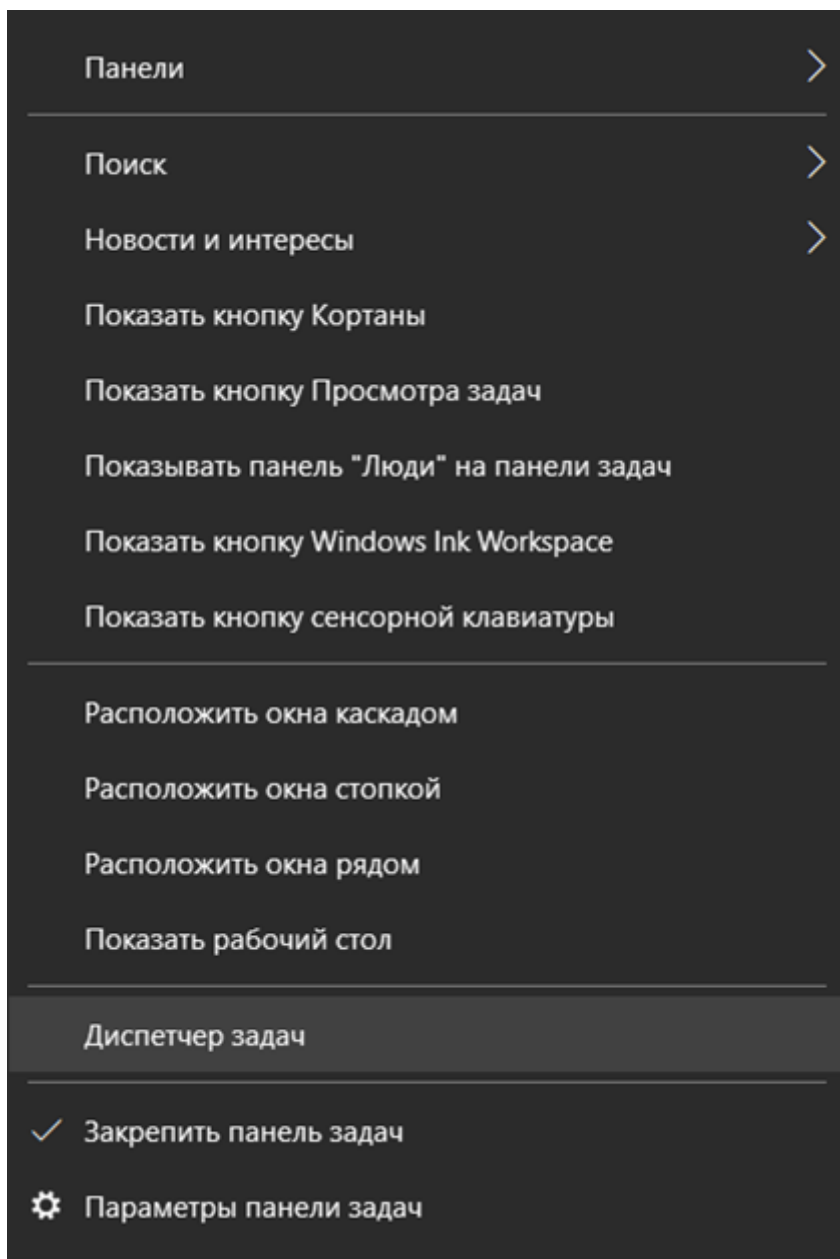 Панели
Поиск
Новости и интересы
Показать кнопку Кортаны
Показать кнопку Просмотра задач
Показывать панель "Люди" на панели задач
Показать кнопку Windows Ink Workspace
Показать кнопку сенсорной клавиатуры
Расположить окна каскадом
Расположить окна стопкой
Расположить окна рядом
Показать рабочий стол
Диспетчер задач
Закрепить панель задач
Параметры панели задач